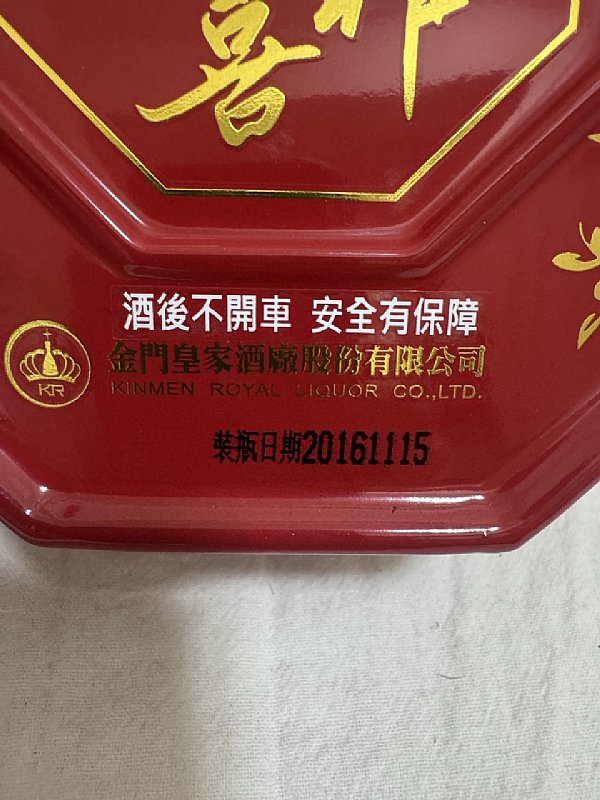 喜
酒後不開車 安全有保障
金門皇家酒廠股份有限公司
KR
KINMEN ROYAL LIQUOR CO.,LTD.
裝瓶日期20161115